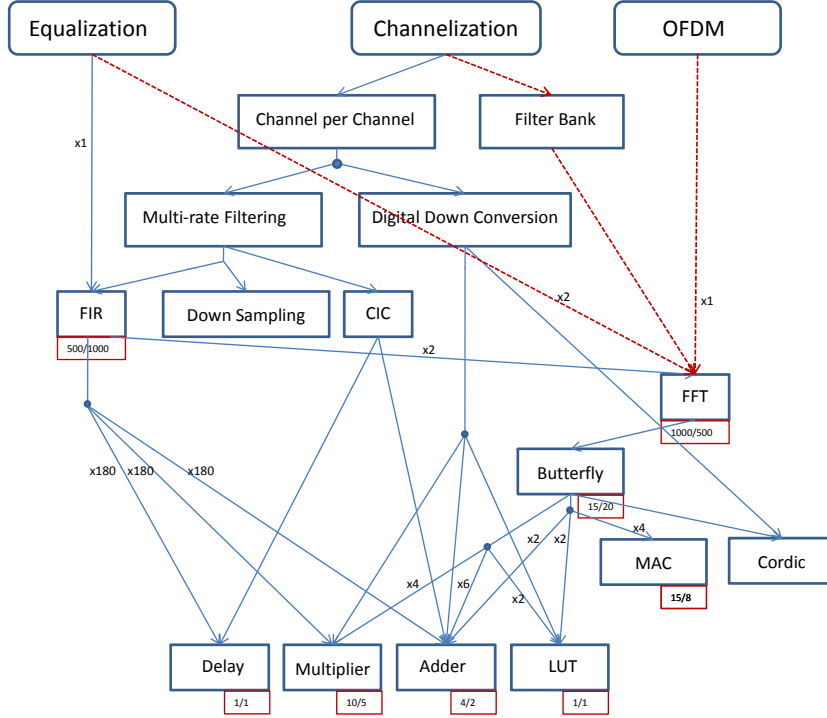 Equalization
Channelization
OFDM
Channel per Channel
Filter Bank
x1
Multi-rate Filtering
Digital Down Conversion
x2
x1
FIR
Down Sampling
CIC
500/1000
x2
FFT
1000/500
Butterfly
x180
x180
x180
15/20
x4
x2
x2
MAC
Cordic
x4
x6
x2
15/8
Delay
Multiplier
Adder
LUT
1/1
10/5
4/2
1/1